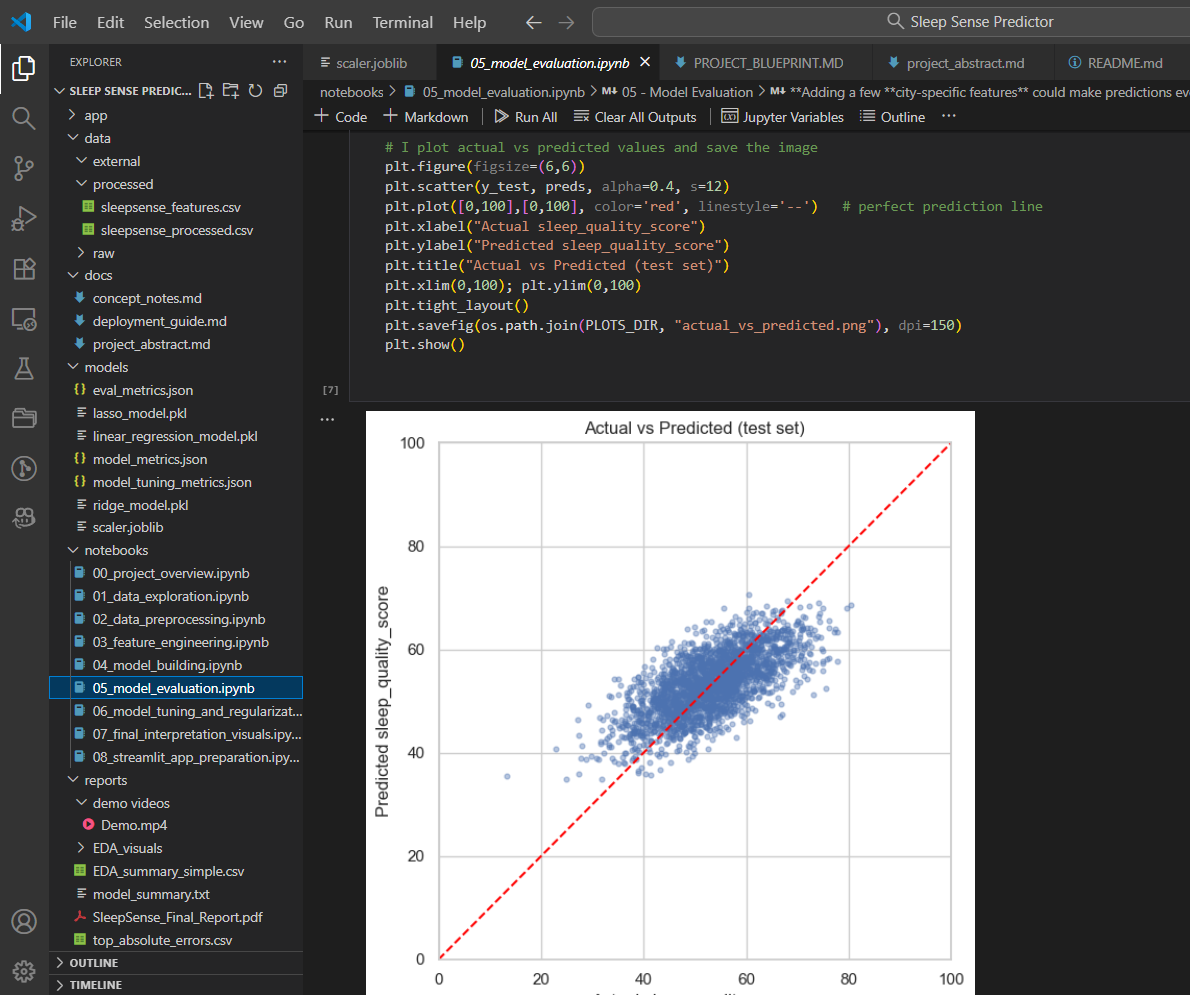 File Edit Selection View Go Run Terminal Help
Sleep Sense Predictor
EXPLORER
SLEEP SENSE PREDIC...
app
data
external
processed
sleepsense_features.csv
sleepsense_processed.csv
raw
docs
concept_notes.md
deployment_guide.md
project_abstract.md
models
eval_metrics.json
lasso_model.pkl
linear_regression_model.pkl
model_metrics.json
model_tuning_metrics.json
ridge_model.pkl
scaler.joblib
notebooks
00_project_overview.ipynb
01_data_exploration.ipynb
02_data_preprocessing.ipynb
03_feature_engineering.ipynb
04_model_building.ipynb
05_model_evaluation.ipynb
06_model_tuning_and_regularizat...
07_final_interpretation_visuals.ipy...
08_streamlit_app_preparation.ipy...
reports
demo videos
Demo.mp4
EDA_visuals
EDA_summary_simple.csv
model_summary.txt
SleepSense_Final_Report.pdf
top_absolute_errors.csv
OUTLINE
TIMELINE
scaler.joblib 05_model_evaluation.ipynb PROJECT_BLUEPRINT.MD project_abstract.md README.md
notebooks > 05_model_evaluation.ipynb > M↓ 05 - Model Evaluation > M↓ **Adding a few **city-specific features** could make predictions eve
+ Code + Markdown Run All Clear All Outputs Jupyter Variables Outline ...
# I plot actual vs predicted values and save the image
plt.figure(figsize=(6,6))
plt.scatter(y_test, preds, alpha=0.4, s=12)
plt.plot([0,100],[0,100], color='red', linestyle='--') # perfect prediction line
plt.xlabel("Actual sleep_quality_score")
plt.ylabel("Predicted sleep_quality_score")
plt.title("Actual vs Predicted (test set)")
plt.xlim(0,100); plt.ylim(0,100)
plt.tight_layout()
plt.savefig(os.path.join(PLOTS_DIR, "actual_vs_predicted.png"), dpi=150)
plt.show()
[7]
Actual vs Predicted (test set)
Predicted sleep_quality_score
100
80
60
40
20
0
0 20 40 60 80 100